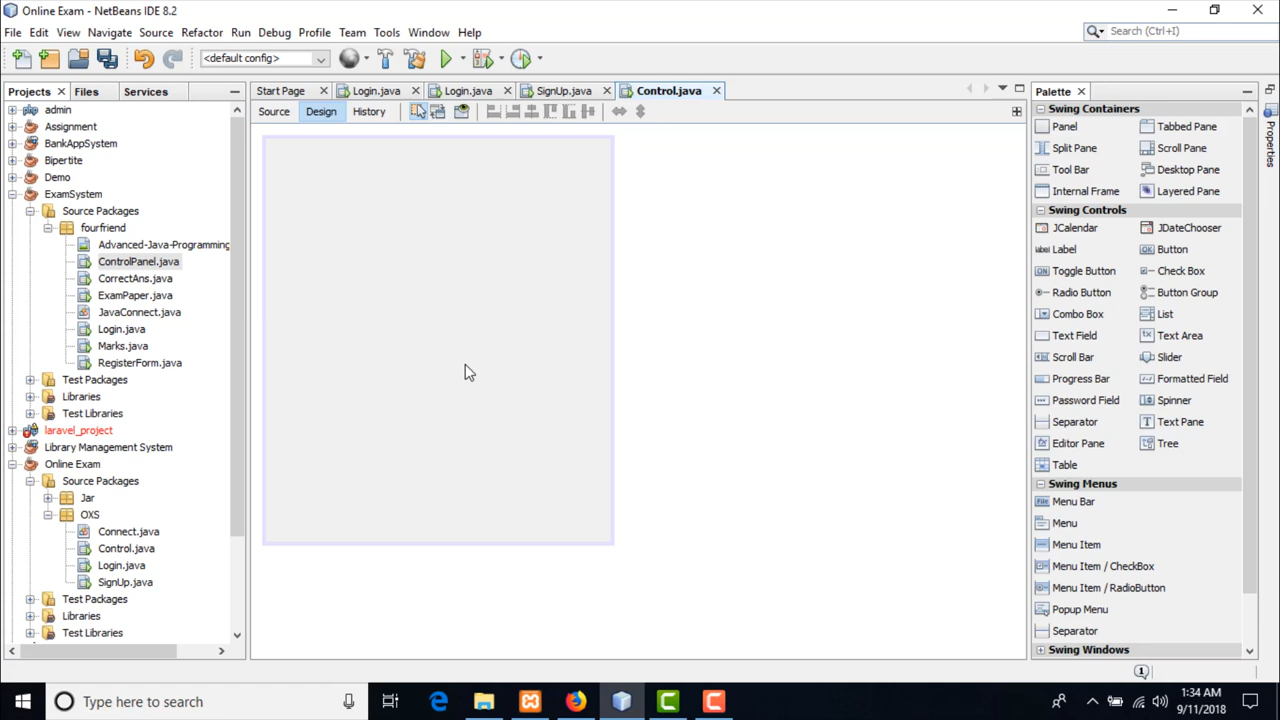 Online Exam - NetBeans IDE 8.2
File Edit View Navigate Source Refactor Run Debug Profile Team Tools Window Help
Search (Ctrl+I)
<default config>
Projects Files Services
Start Page Login.java Login.java SignUp.java Control.java
Palette
Source Design History
Properties
admin
Assignment
BankAppSystem
Bipertite
Demo
ExamSystem
Source Packages
fourfriend
Advanced-Java-Programming
ControlPanel.java
CorrectAns.java
ExamPaper.java
JavaConnect.java
Login.java
Marks.java
RegisterForm.java
Test Packages
Libraries
Test Libraries
laravel_project
Library Management System
Online Exam
Source Packages
Jar
OXS
Connect.java
Control.java
Login.java
SignUp.java
Test Packages
Libraries
Test Libraries
Swing Containers
Panel Tabbed Pane
Split Pane Scroll Pane
Tool Bar Desktop Pane
Internal Frame Layered Pane
Swing Controls
JCalendar JDateChooser
label Label OK Button
ON Toggle Button Check Box
Radio Button Button Group
Combo Box List
Text Field Text Area
Scroll Bar Slider
Progress Bar Formatted Field
Password Field Spinner
Separator T Text Pane
Editor Pane Tree
Table
Swing Menus
Menu Bar
Menu
Menu Item
Menu Item / CheckBox
Menu Item / RadioButton
Popup Menu
Separator
Swing Windows
1
Type here to search
1:34 AM
9/11/2018